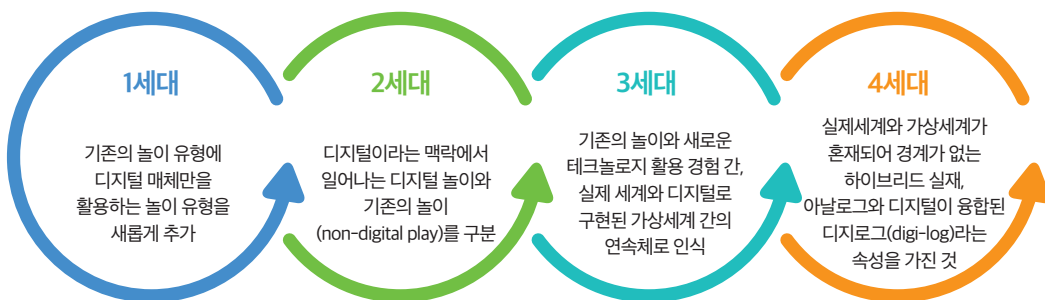 1세대
기존의 놀이 유형에
디지털 매체만을
활용하는 놀이 유형을
새롭게 추가
2세대
디지털이라는 맥락에서
일어나는 디지털 놀이와
기존의 놀이
(non-digital play)를 구분
3세대
기존의 놀이와 새로운
테크놀로지 활용 경험 간,
실제 세계와 디지털로
구현된 가상세계 간의
연속체로 인식
4세대
실제세계와 가상세계가
혼재되어 경계가 없는
하이브리드 실재,
아날로그와 디지털이 융합된
디지로그(digi-log)라는
속성을 가진 것